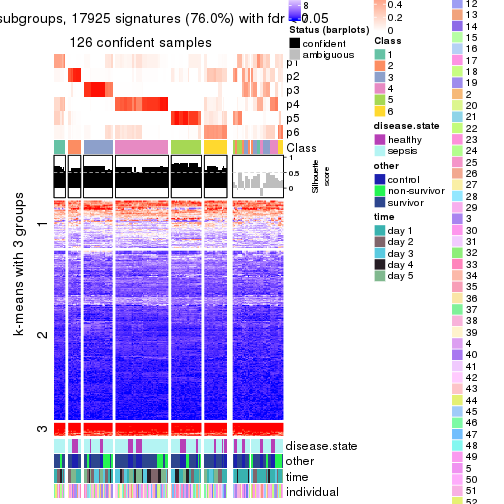 subgroups, 17925 signatures (76.0%) with fdr < 0.05
126 confident samples
p1
p2
p3
p4
p5
p6
Class
1
0.5
0
Silhouette
score
k-means with 3 groups
1
2
3
disease.state
other
time
individual
8
Status (barplots)
confident
ambiguous
0.4
0.2
0
Class
1
2
3
4
5
6
disease.state
healthy
sepsis
other
control
non-survivor
survivor
time
day 1
day 2
day 3
day 4
day 5
12
13
14
15
16
17
18
19
2
20
21
22
23
24
25
26
27
28
29
3
30
31
32
33
34
35
36
37
38
39
4
40
41
42
43
44
45
46
47
48
49
5
50
51
52